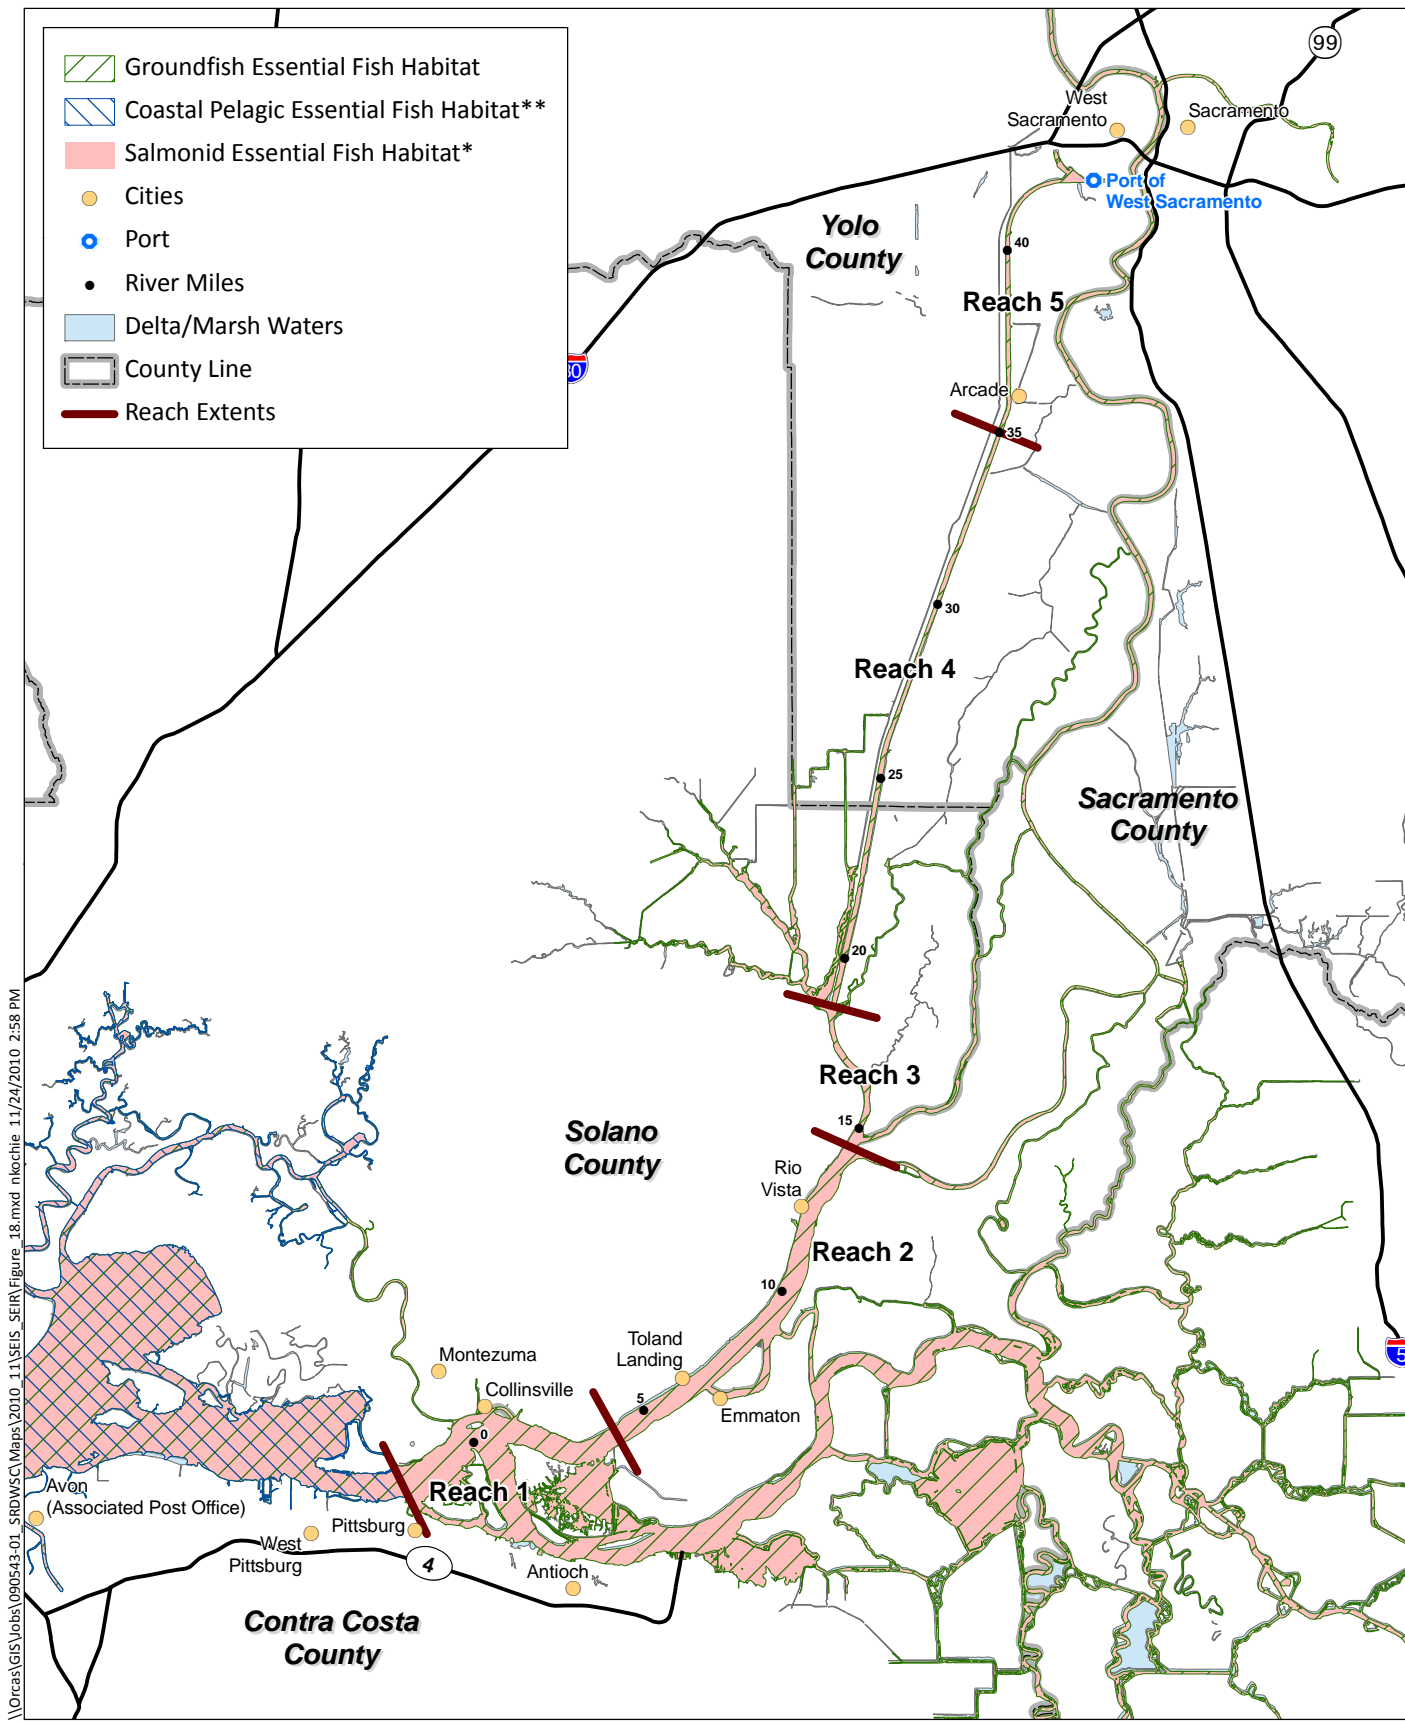 Groundfish Essential Fish Habitat
Coastal Pelagic Essential Fish Habitat**
Salmonid Essential Fish Habitat*
Cities
Port
River Miles
Delta/Marsh Waters
County Line
Reach Extents
99
West
Sacramento
Sacramento
Port of
West Sacramento
Yolo
County
40
Reach 5
80
Arcade
35
30
Reach 4
25
Sacramento
County
20
Reach 3
15
Solano
County
Rio
Vista
Reach 2
10
Toland
Landing
Montezuma
Collinsville
5
Emmaton
5
0
Reach 1
Avon
(Associated Post Office)
Pittsburg
West
Pittsburg
4
Antioch
Contra Costa
County
\\Orcas\GIS\Jobs\090543-01_SRDWSC\Maps\2010_11\SEIS_SEIR\Figure_18.mxd nkochie 11/24/2010 2:58 PM